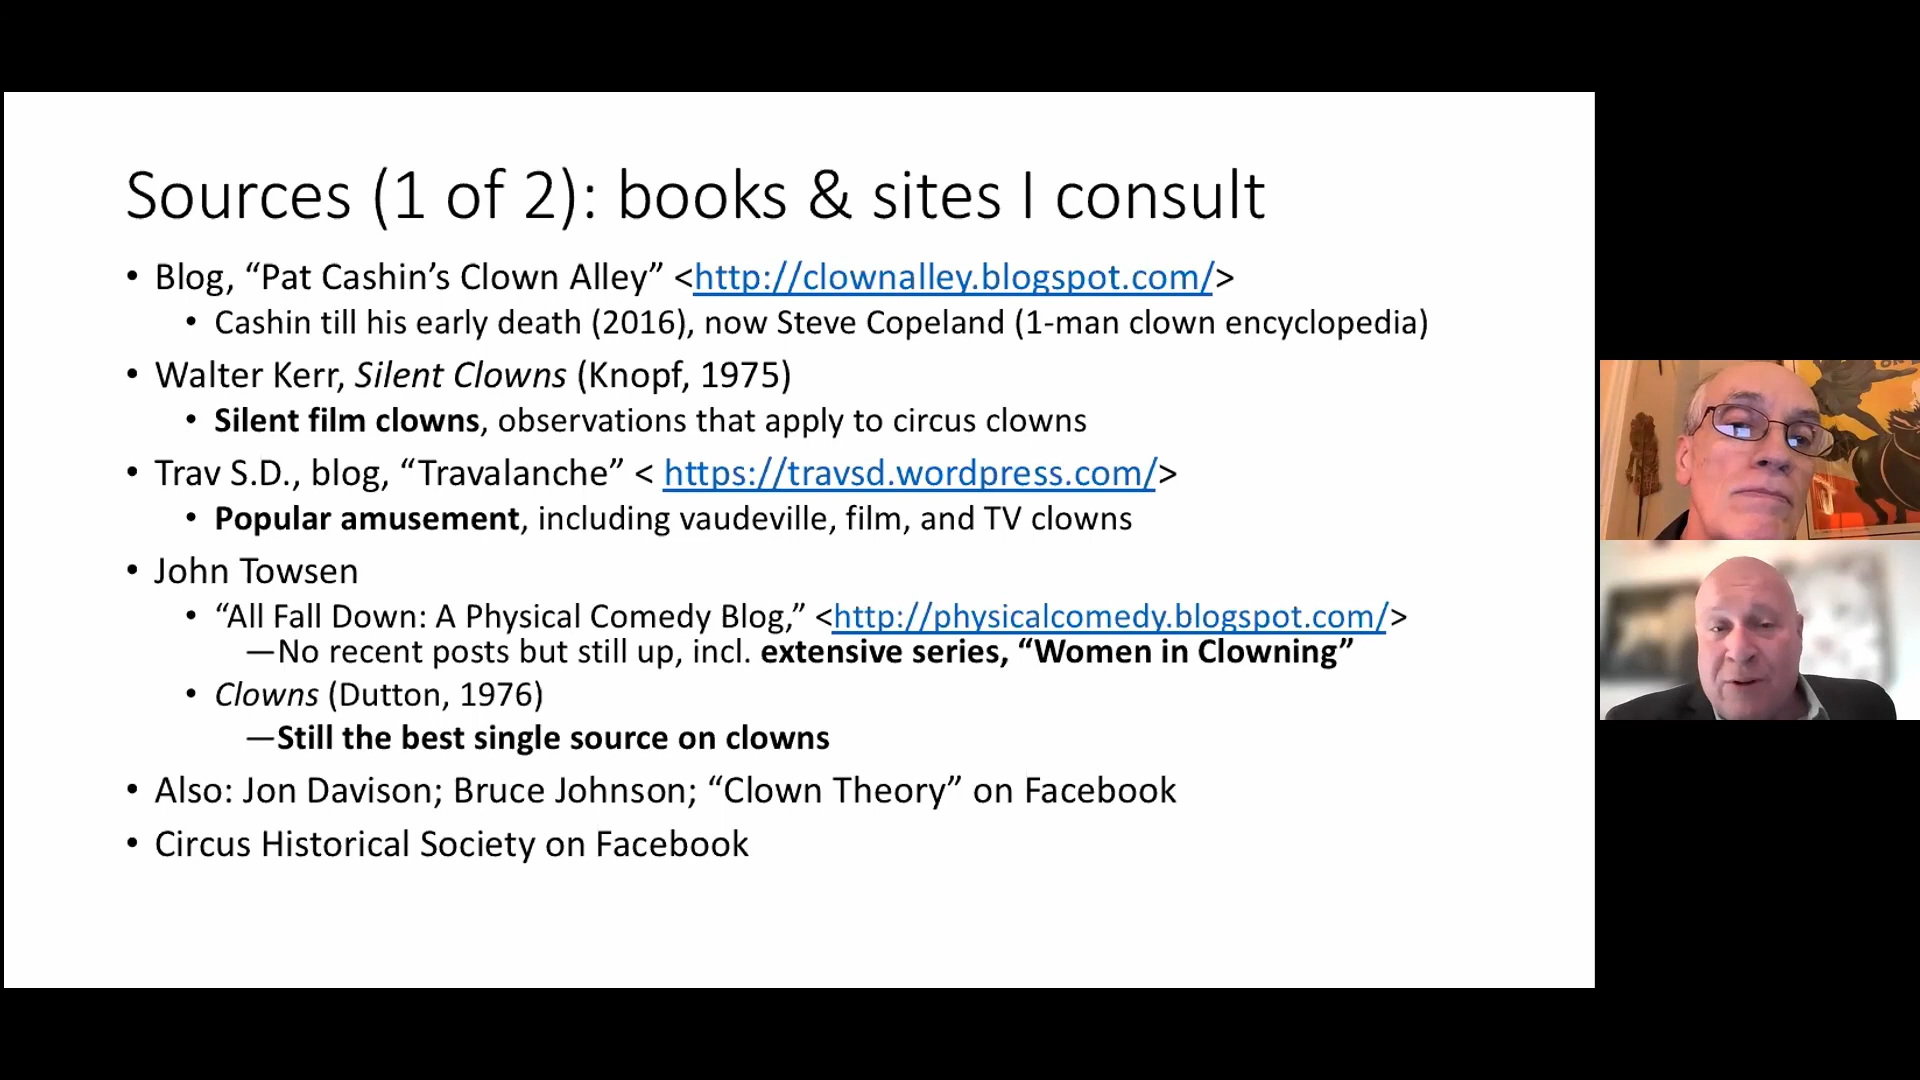 Sources (1 of 2): books & sites I consult
• Blog, “Pat Cashin’s Clown Alley” <http://clownalley.blogspot.com/>
• Cashin till his early death (2016), now Steve Copeland (1-man clown encyclopedia)
• Walter Kerr, Silent Clowns (Knopf, 1975)
• Silent film clowns, observations that apply to circus clowns
• Trav S.D., blog, “Travalanche” < https://travsd.wordpress.com/>
• Popular amusement, including vaudeville, film, and TV clowns
• John Towsen
• “All Fall Down: A Physical Comedy Blog,” <http://physicalcomedy.blogspot.com/>
—No recent posts but still up, incl. extensive series, “Women in Clowning”
• Clowns (Dutton, 1976)
—Still the best single source on clowns
• Also: Jon Davison; Bruce Johnson; “Clown Theory” on Facebook
• Circus Historical Society on Facebook